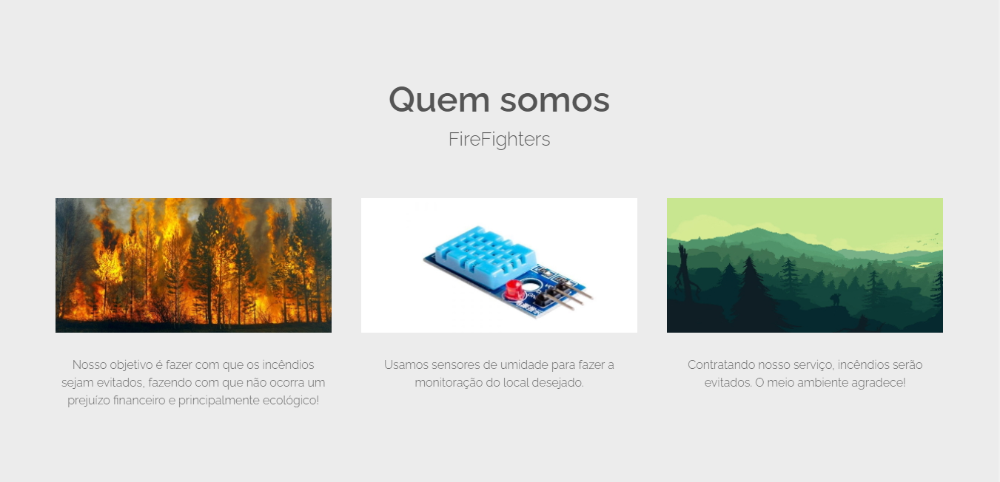 Quem somos
FireFighters
Nosso objetivo é fazer com que os incêndios
sejam evitados, fazendo com que não ocorra um
prejuízo financeiro e principalmente ecológico!
Usamos sensores de umidade para fazer a
monitoração do local desejado.
Contratando nosso serviço, incêndios serão
evitados. O meio ambiente agradece!